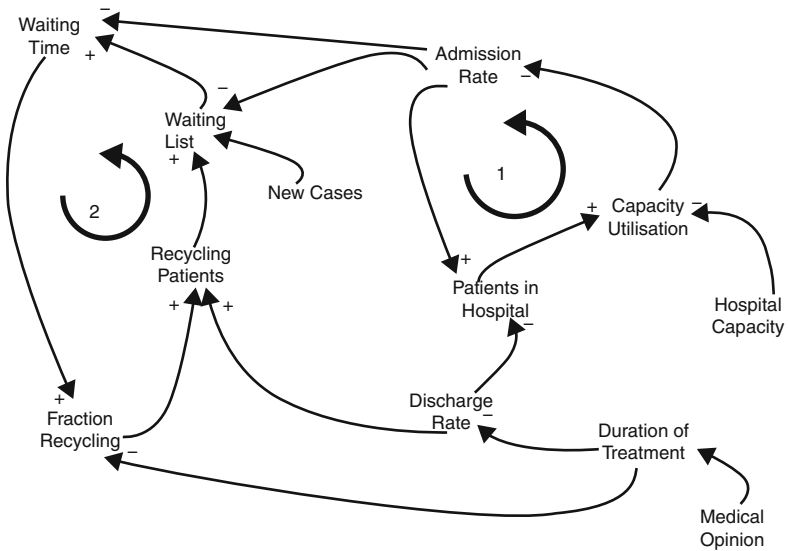 Waiting
Time
−
+
Admission
Rate
−
−
Waiting
List
+
1
New Cases
2
+
Capacity
Utilisation
−
Recycling
Patients
+
+
+
Patients in
Hospital
−
Hospital
Capacity
+
Fraction
Recycling
−
Discharge
Rate
−
Duration of
Treatment
Medical
Opinion